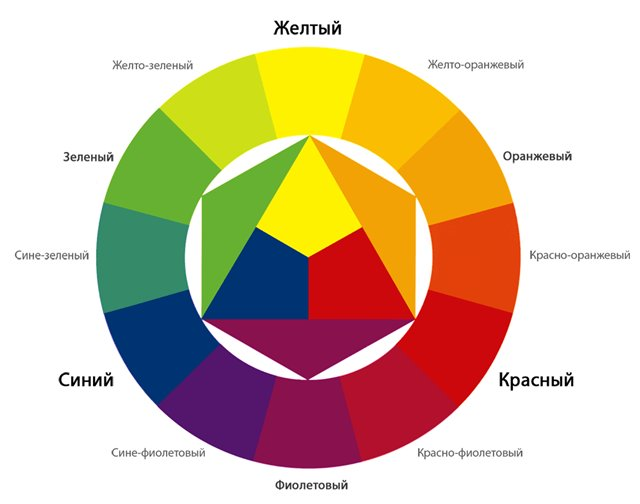 Желтый
Желто-зеленый
Желто-оранжевый
Зеленый
Оранжевый
Сине-зеленый
Красно-оранжевый
Синий
Красный
Сине-фиолетовый
Красно-фиолетовый
Фиолетовый